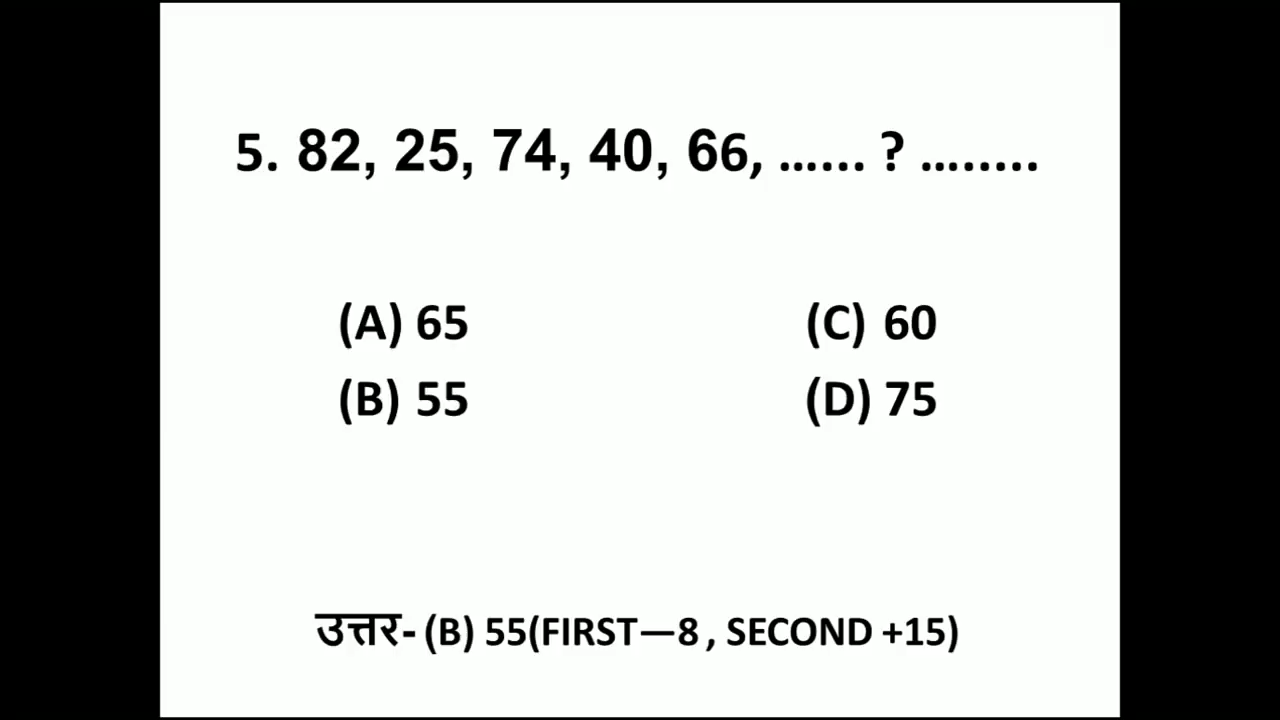 5. 82, 25, 74, 40, 66, ...... ? ........
(A) 65 (C) 60
(B) 55 (D) 75
उत्तर- (B) 55(FIRST—8 , SECOND +15)